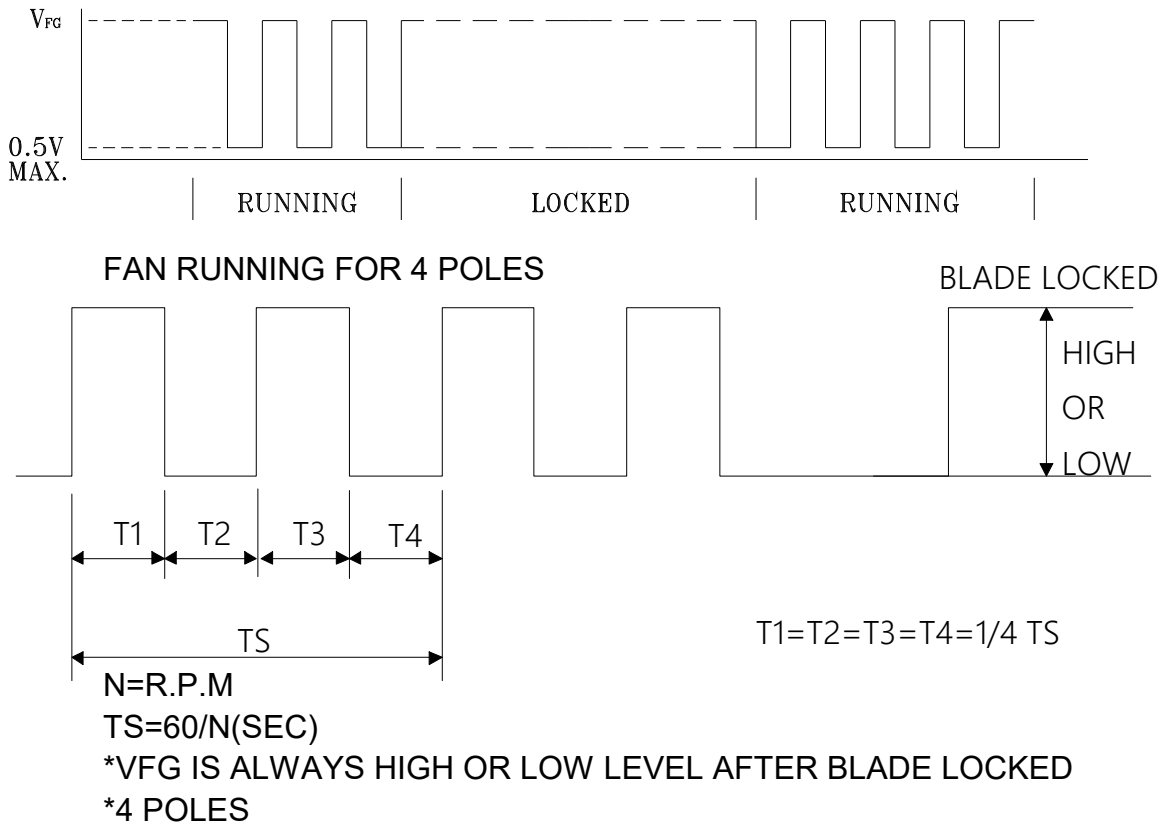 VFG
0.5V
MAX.
RUNNING LOCKED RUNNING
FAN RUNNING FOR 4 POLES
BLADE LOCKED
HIGH
OR
LOW
T1 T2 T3 T4
TS
T1=T2=T3=T4=1/4 TS
N=R.P.M
TS=60/N(SEC)
*VFG IS ALWAYS HIGH OR LOW LEVEL AFTER BLADE LOCKED
*4 POLES